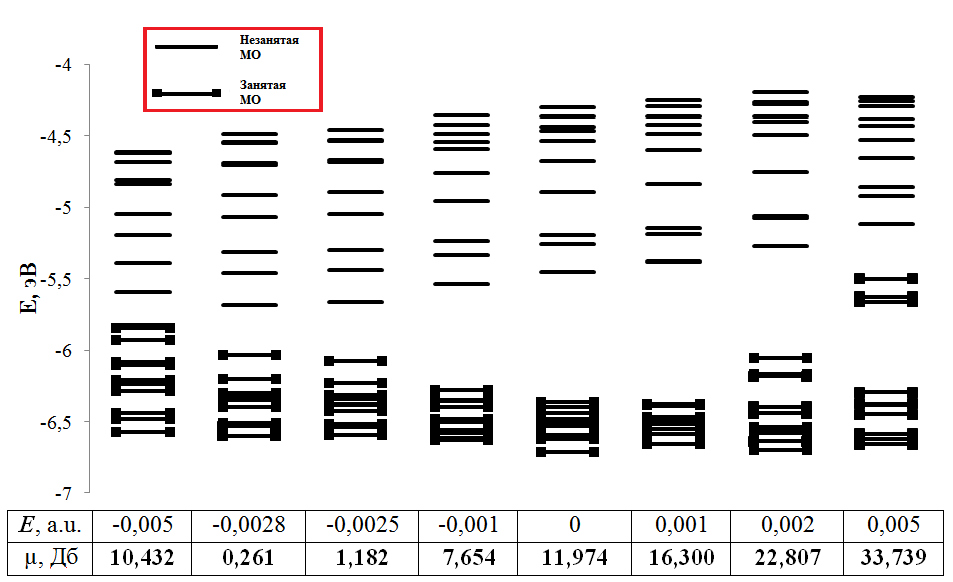 Незанятая
МО
Занятая
МО
-4
-4,5
-5
-5,5
-6
-6,5
-7
Е, эВ
E, a.u. -0,005 -0,0028 -0,0025 -0,001 0 0,001 0,002 0,005
μ, Дб 10,432 0,261 1,182 7,654 11,974 16,300 22,807 33,739